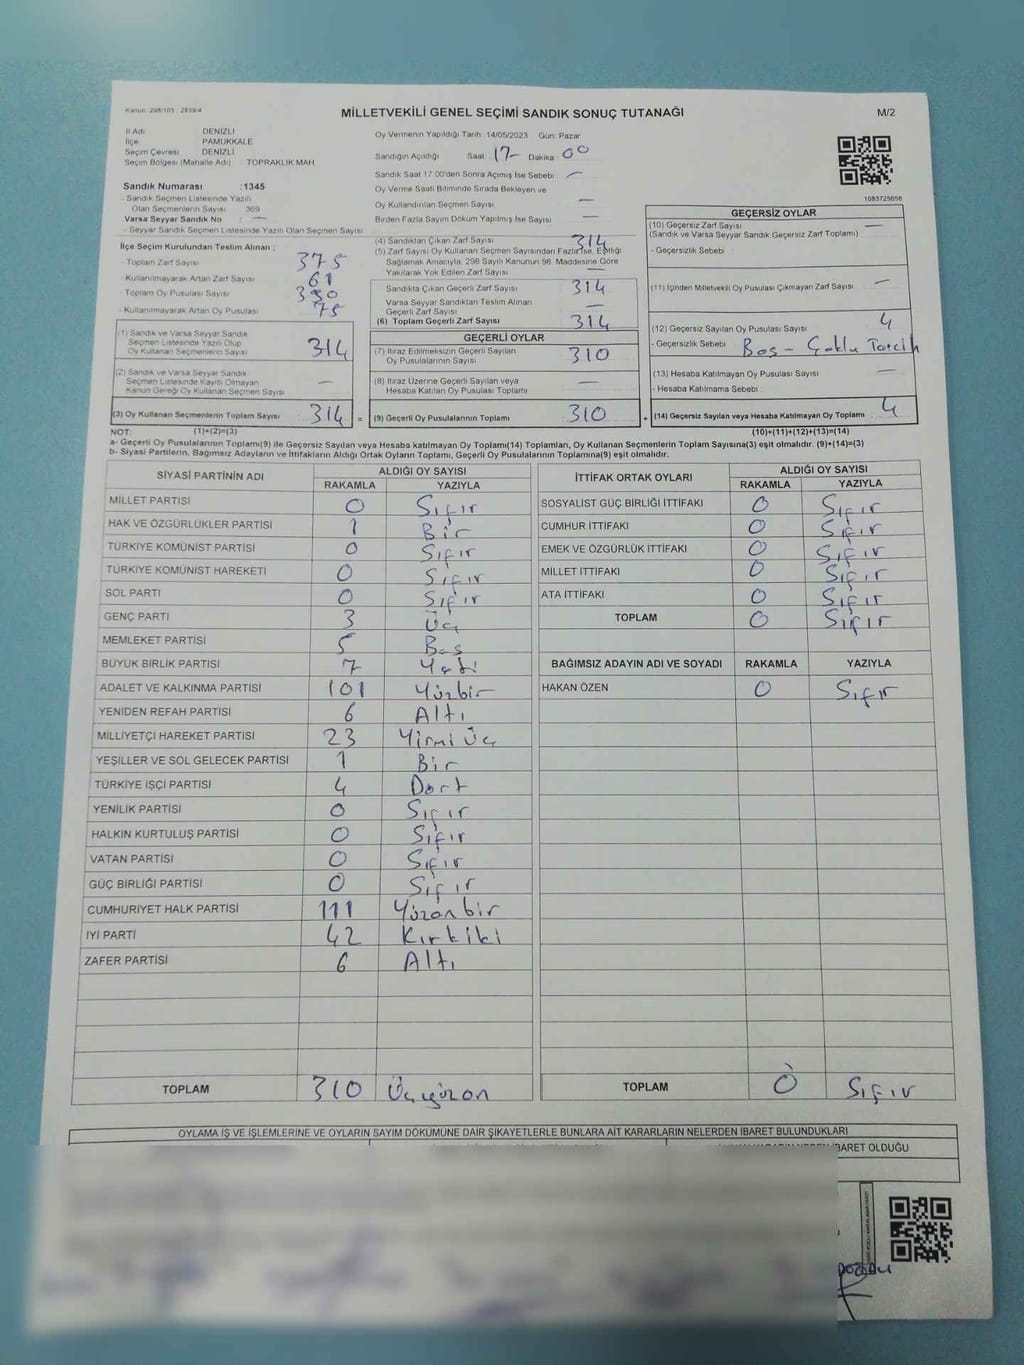 Kanun: 298/105 ; 2839/4
MİLLETVEKİLİ GENEL SEÇİMİ SANDIK SONUÇ TUTANAĞI
M/2
İl Adı DENİZLİ
İlçe PAMUKKALE
Seçim Çevresi DENİZLİ
Seçim Bölgesi (Mahalle Adı) TOPRAKLIK MAH.
Oy Vermenin Yapıldığı Tarih :14/05/2023 Gün: Pazar
Sandığın Açıldığı Saat :17- Dakika :00
Sandık Saat 17:00'den Sonra Açımış İse Sebebi : —
Oy Verme Saati Bitiminde Sırada Bekleyen ve
Oy Kullandırılan Seçmen Sayısı —
Birden Fazla Sayım Döküm Yapılmış İse Sayısı —
1083729658
Sandık Numarası :1345
- Sandık Seçmen Listesinde Yazılı
Olan Seçmenlerin Sayısı 369
Varsa Seyyar Sandık No : —
- Seyyar Sandık Seçmen Listesinde Yazılı Olan Seçmen Sayısı
İlçe Seçim Kurulundan Teslim Alınan ;
- Toplam Zarf Sayısı 375
- Kullanılmayarak Artan Zarf Sayısı 61
- Toplam Oy Pusulası Sayısı
- Kullanılmayarak Artan Oy Pusulası 75
(1) Sandık ve Varsa Seyyar Sandık
Seçmen Listesinde Yazılı Olup
Oy Kullanan Seçmenlerin Sayısı 314
(2) Sandık ve Varsa Seyyar Sandık
Seçmen Listesinde Kayıtlı Olmayan
Kanun Gereği Oy Kullanan Seçmen Sayısı —
(3) Oy Kullanan Seçmenlerin Toplam Sayısı 314 =
(4) Sandıktan Çıkan Zarf Sayısı 314
(5) Zarf Sayısı Oy Kullanan Seçmen Sayısından Fazla İse, Eşitliği
Sağlamak Amacıyla, 298 Sayılı Kanunun 98. Maddesine Göre
Yakılarak Yok Edilen Zarf Sayısı —
Sandıkta Çıkan Geçerli Zarf Sayısı 314
Varsa Seyyar Sandıktan Teslim Alınan
Geçerli Zarf Sayısı —
(6) Toplam Geçerli Zarf Sayısı 314
GEÇERLİ OYLAR
(7) İtiraz Edilmeksizin Geçerli Sayılan
Oy Pusulalarının Sayısı 310
(8) İtiraz Üzerine Geçerli Sayılan veya
Hesaba Katılan Oy Pusulalarının Sayısı —
(9) Geçerli Oy Pusulalarının Toplamı 310 +
GEÇERSİZ OYLAR
(10) Geçersiz Zarf Sayısı —
(Sandık ve Varsa Seyyar Sandık Geçersiz Zarf Toplamı)
- Geçersizlik Sebebi :
(11) İçinden Milletvekili Oy Pusulası Çıkmayan Zarf Sayısı —
(12) Geçersiz Sayılan Oy Pusulası Sayısı 4
- Geçersizlik Sebebi Boş - Çoklu Tercih
(13) Hesaba Katılmayan Oy Pusulası Sayısı —
- Hesaba Katılmama Sebebi :
(14) Geçersiz Sayılan veya Hesaba Katılmayan Oy Toplamı 4
NOT: (1)+(2)=(3)
(10)+(11)+(12)+(13)=(14)
a- Geçerli Oy Pusulalarının Toplamı(9) ile Geçersiz Sayılan veya Hesaba katılmayan Oy Toplamı(14) Toplamları, Oy Kullanan Seçmenlerin Toplam Sayısına(3) eşit olmalıdır. (9)+(14)=(3)
b- Siyasi Partilerin, Bağımsız Adayların ve İttifakların Aldığı Ortak Oyların Toplamı, Geçerli Oy Pusulalarının Toplamına(9) eşit olmalıdır.
SİYASİ PARTİNİN ADI ALDIĞI OY SAYISI
RAKAMLA YAZIYLA
MİLLET PARTİSİ 0 Sıfır
HAK VE ÖZGÜRLÜKLER PARTİSİ 1 Bir
TÜRKİYE KOMÜNİST PARTİSİ 0 Sıfır
TÜRKİYE KOMÜNİST HAREKETİ 0 Sıfır
SOL PARTİ 0 Sıfır
GENÇ PARTİ 3 Üç
MEMLEKET PARTİSİ 5 Beş
BÜYÜK BİRLİK PARTİSİ 7 Yedi
ADALET VE KALKINMA PARTİSİ 101 Yüzbir
YENİDEN REFAH PARTİSİ 6 Altı
MİLLİYETÇİ HAREKET PARTİSİ 23 Yirmi Üç
YEŞİLLER VE SOL GELECEK PARTİSİ 1 Bir
TÜRKİYE İŞÇİ PARTİSİ 4 Dört
YENİLİK PARTİSİ 0 Sıfır
HALKIN KURTULUŞ PARTİSİ 0 Sıfır
VATAN PARTİSİ 0 Sıfır
GÜÇ BİRLİĞİ PARTİSİ 0 Sıfır
CUMHURİYET HALK PARTİSİ 111 Yüzonbir
İYİ PARTİ 42 Kırkiki
ZAFER PARTİSİ 6 Altı
TOPLAM 310 Üçyüzon
İTTİFAK ORTAK OYLARI ALDIĞI OY SAYISI
RAKAMLA YAZIYLA
SOSYALİST GÜÇ BİRLİĞİ İTTİFAKI 0 Sıfır
CUMHUR İTTİFAKI 0 Sıfır
EMEK VE ÖZGÜRLÜK İTTİFAKI 0 Sıfır
MİLLET İTTİFAKI 0 Sıfır
ATA İTTİFAKI 0 Sıfır
TOPLAM 0 Sıfır
BAĞIMSIZ ADAYIN ADI VE SOYADI RAKAMLA YAZIYLA
HAKAN ÖZEN 0 Sıfır
TOPLAM 0 Sıfır
OYLAMA İŞ VE İŞLEMLERİNE VE OYLARIN SAYIM DÖKÜMÜNE DAİR ŞİKAYETLERLE BUNLARA AİT KARARLARIN NELERDEN İBARET BULUNDUKLARI
İBARET OLDUĞU